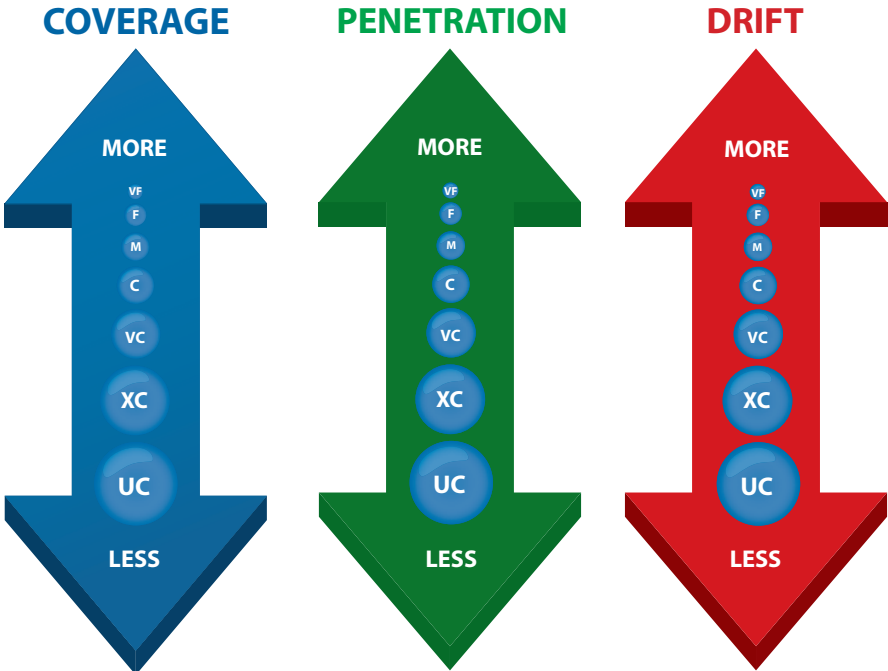 COVERAGE
MORE
VF
F
M
C
VC
XC
UC
LESS
PENETRATION
MORE
VF
F
M
C
VC
XC
UC
LESS
DRIFT
MORE
VF
F
M
C
VC
XC
UC
LESS